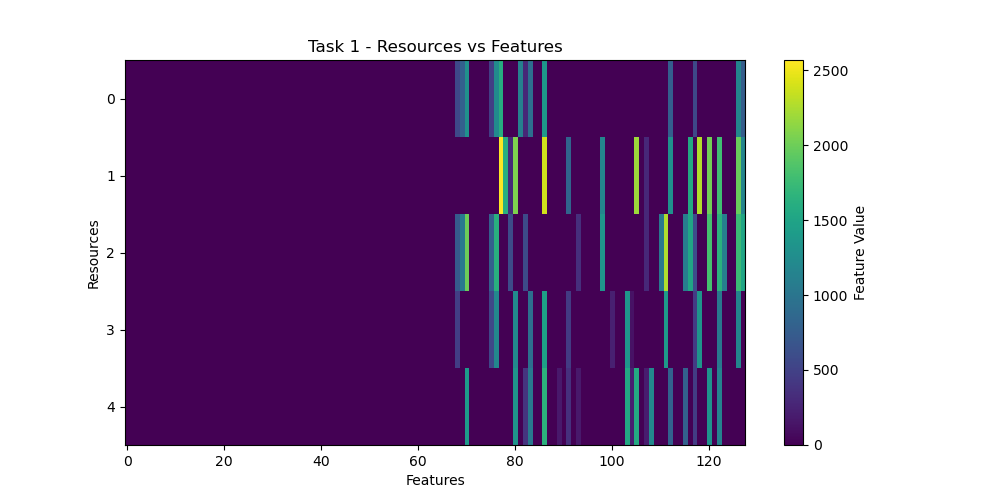 Task 1 - Resources vs Features
Resources
0
1
2
3
4
0 20 40 60 80 100 120
Features
2500
2000
1500
1000
500
0
Feature Value